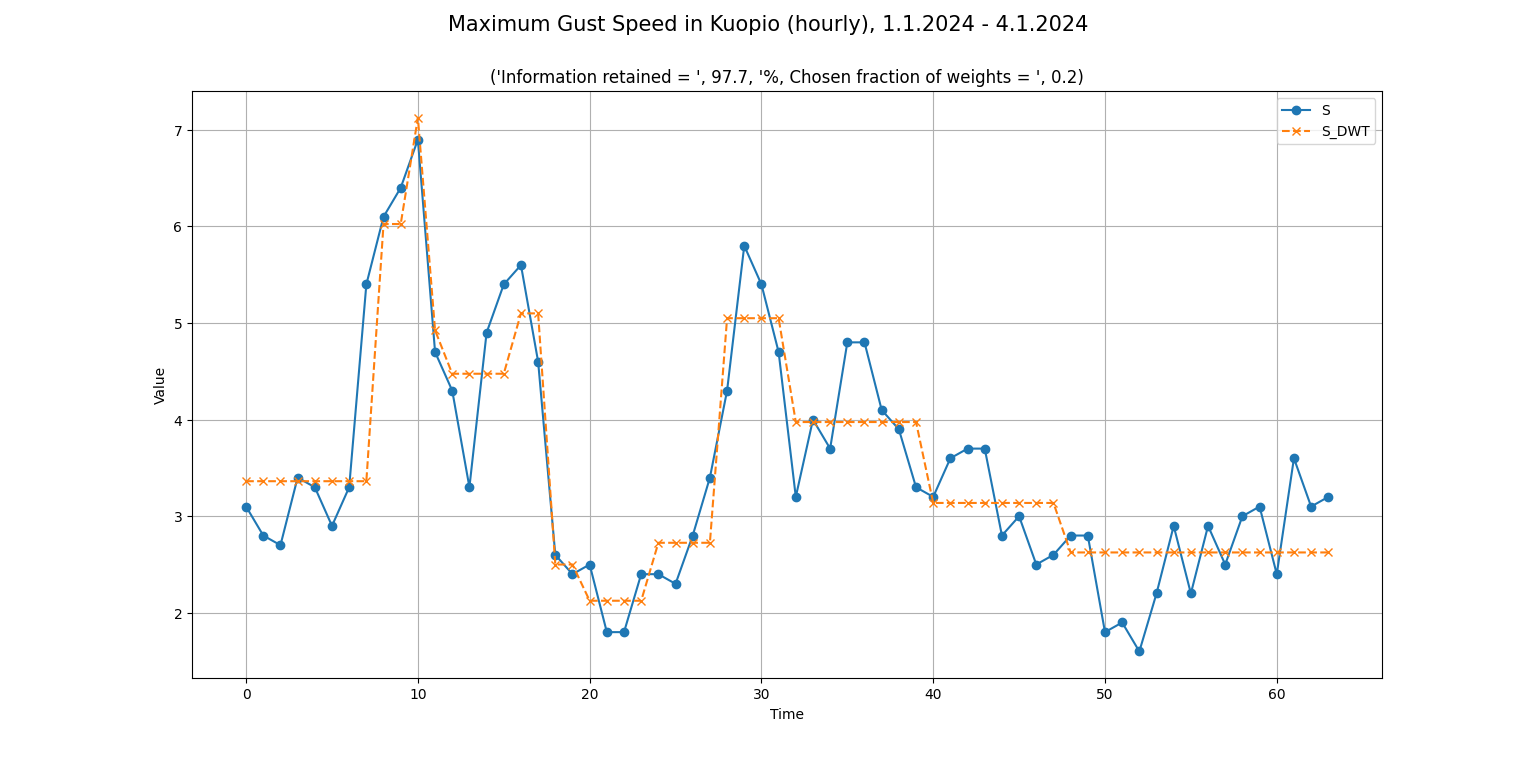 Maximum Gust Speed in Kuopio (hourly), 1.1.2024 - 4.1.2024
('Information retained = ', 97.7, '%, Chosen fraction of weights = ', 0.2)
S
S_DWT
7
6
5
4
3
2
Value
0 10 20 30 40 50 60
Time